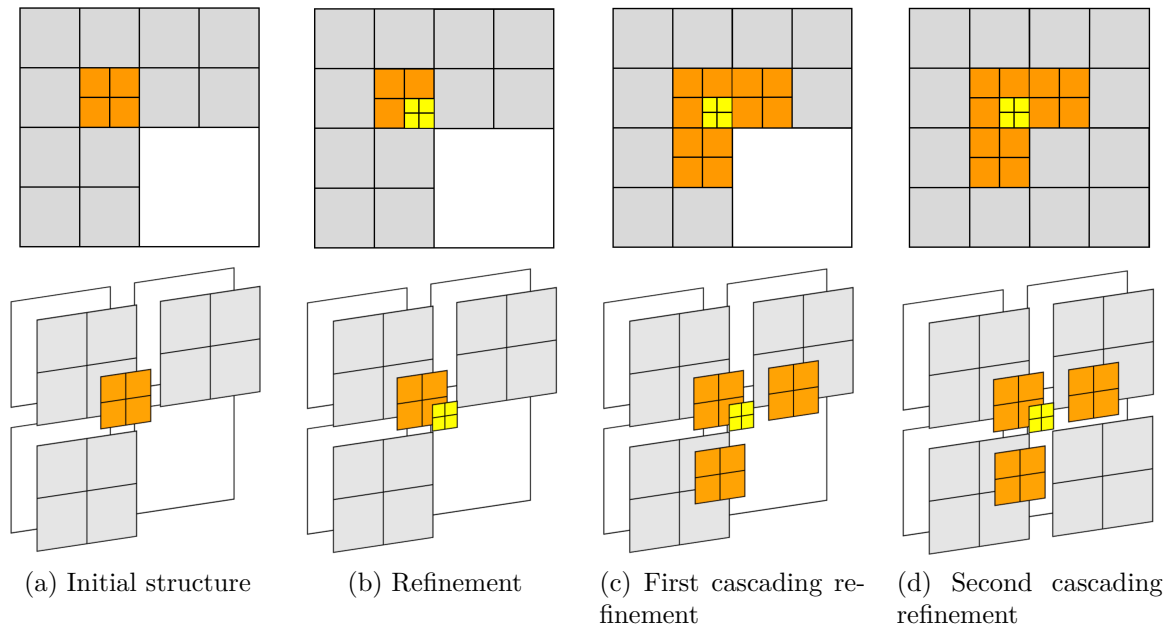 (a) Initial structure
(b) Refinement
(c) First cascading re-
finement
(d) Second cascading
refinement